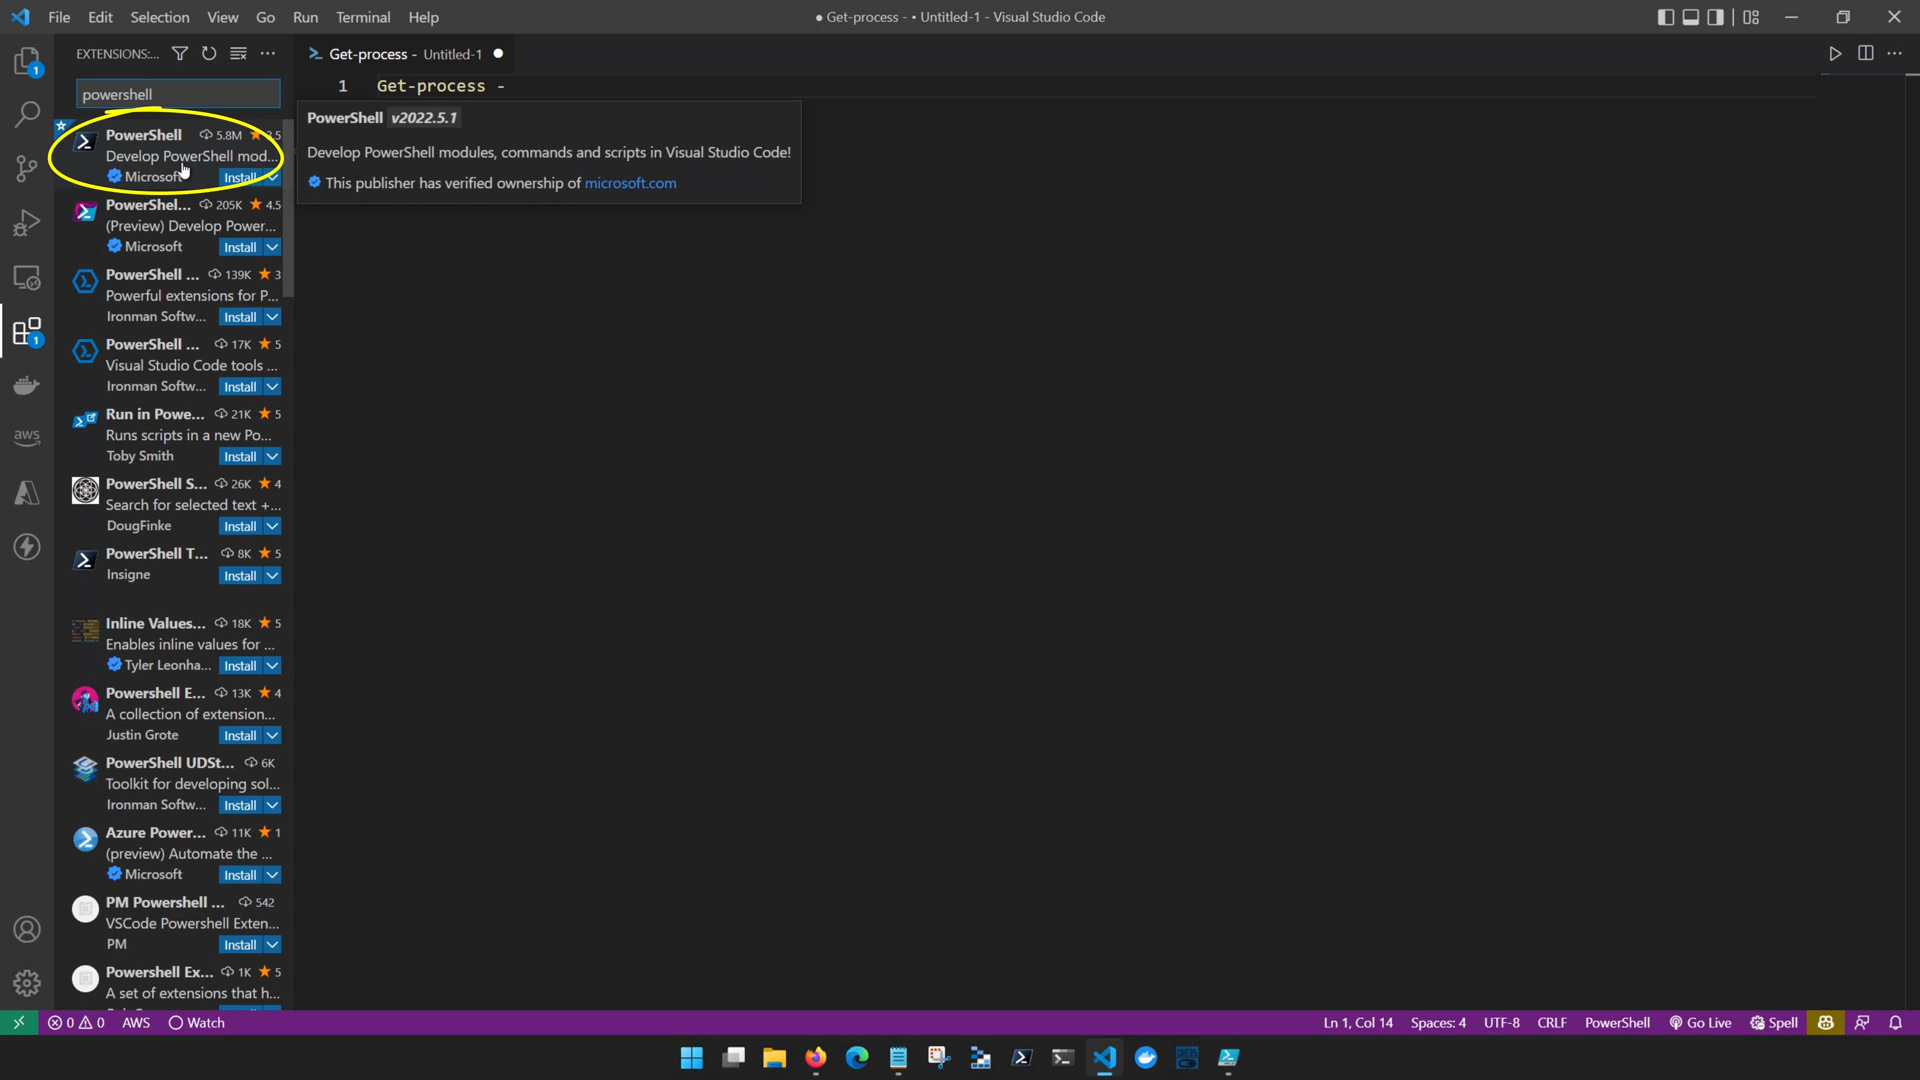 File Edit Selection View Go Run Terminal Help
● Get-process - • Untitled-1 - Visual Studio Code
EXTENSIONS:...
Get-process - Untitled-1 ●
powershell
1 Get-process -
PowerShell 5.8M 3.5
Develop PowerShell mod...
Microsoft Install
PowerShell v2022.5.1
Develop PowerShell modules, commands and scripts in Visual Studio Code!
This publisher has verified ownership of microsoft.com
PowerShel... 205K 4.5
(Preview) Develop Power...
Microsoft Install
PowerShell ... 139K 3
Powerful extensions for P...
Ironman Softw... Install
PowerShell ... 17K 5
Visual Studio Code tools ...
Ironman Softw... Install
Run in Powe... 21K 5
Runs scripts in a new Po...
Toby Smith Install
PowerShell S... 26K 4
Search for selected text +...
DougFinke Install
PowerShell T... 8K 5
Insigne Install
Inline Values... 18K 5
Enables inline values for ...
Tyler Leonha... Install
Powershell E... 13K 4
A collection of extension...
Justin Grote Install
PowerShell UDSt... 6K
Toolkit for developing sol...
Ironman Softw... Install
Azure Power... 11K 1
(preview) Automate the ...
Microsoft Install
PM Powershell ... 542
VSCode Powershell Exten...
PM Install
Powershell Ex... 1K 5
A set of extensions that h...
aws
1
1
0 0 AWS Watch
Ln 1, Col 14 Spaces: 4 UTF-8 CRLF PowerShell Go Live Spell